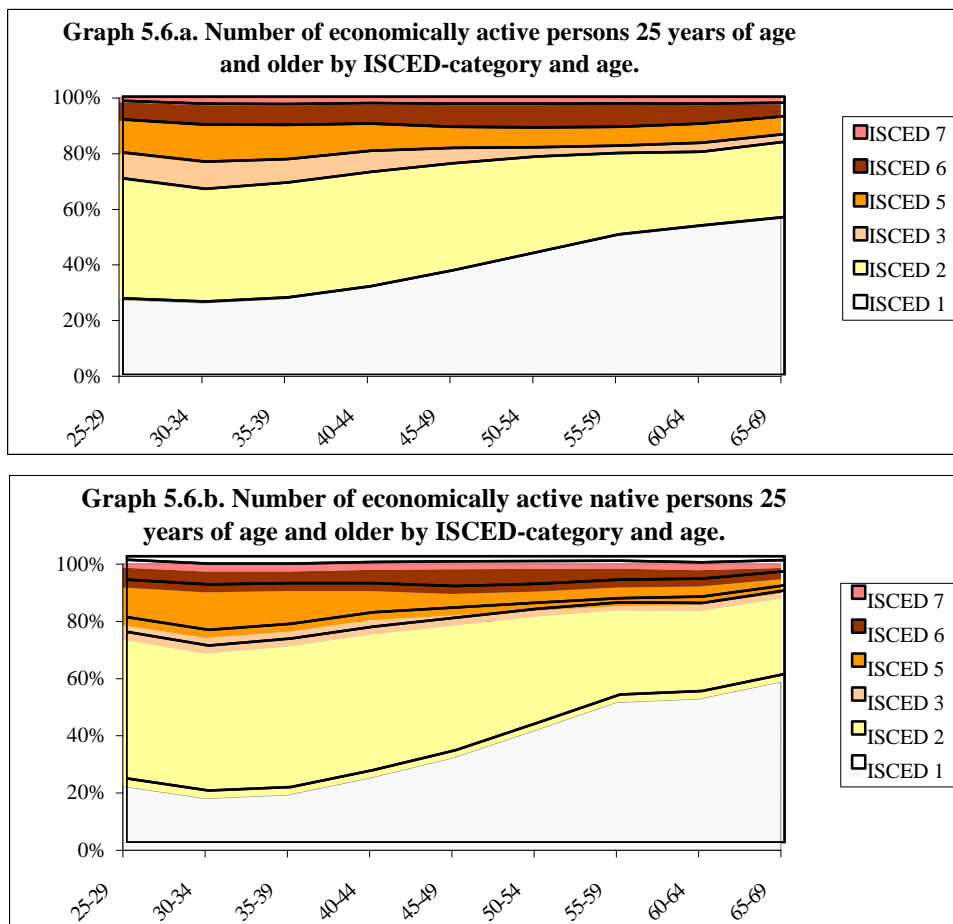 Graph 5.6.a. Number of economically active persons 25 years of age
and older by ISCED-category and age.
100%
80%
60%
40%
20%
0%
25-29
30-34
35-39
40-44
45-49
50-54
55-59
60-64
65-69
ISCED 7
ISCED 6
ISCED 5
ISCED 3
ISCED 2
ISCED 1
Graph 5.6.b. Number of economically active native persons 25
years of age and older by ISCED-category and age.
100%
80%
60%
40%
20%
0%
25-29
30-34
35-39
40-44
45-49
50-54
55-59
60-64
65-69
ISCED 7
ISCED 6
ISCED 5
ISCED 3
ISCED 2
ISCED 1